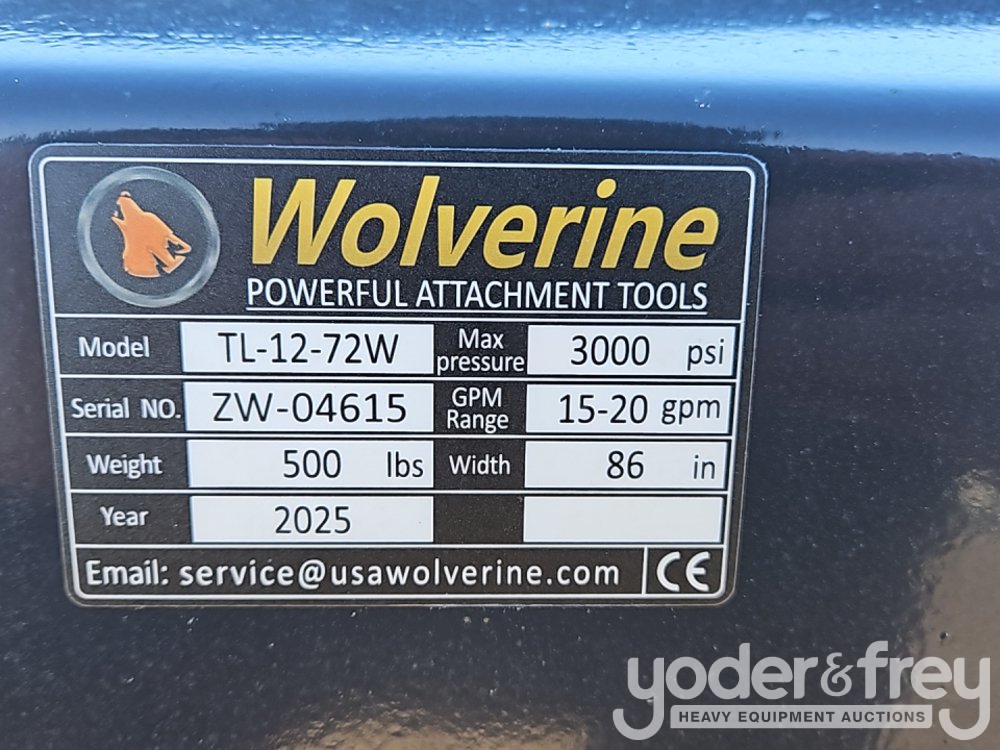 Wolverine
POWERFUL ATTACHMENT TOOLS
Model TL-12-72W Max pressure 3000 psi
Serial NO. ZW-04615 GPM Range 15-20 gpm
Weight 500 lbs Width 86 in
Year 2025
Email: service@usawolverine.com CE
yoder&frey
HEAVY EQUIPMENT AUCTIONS